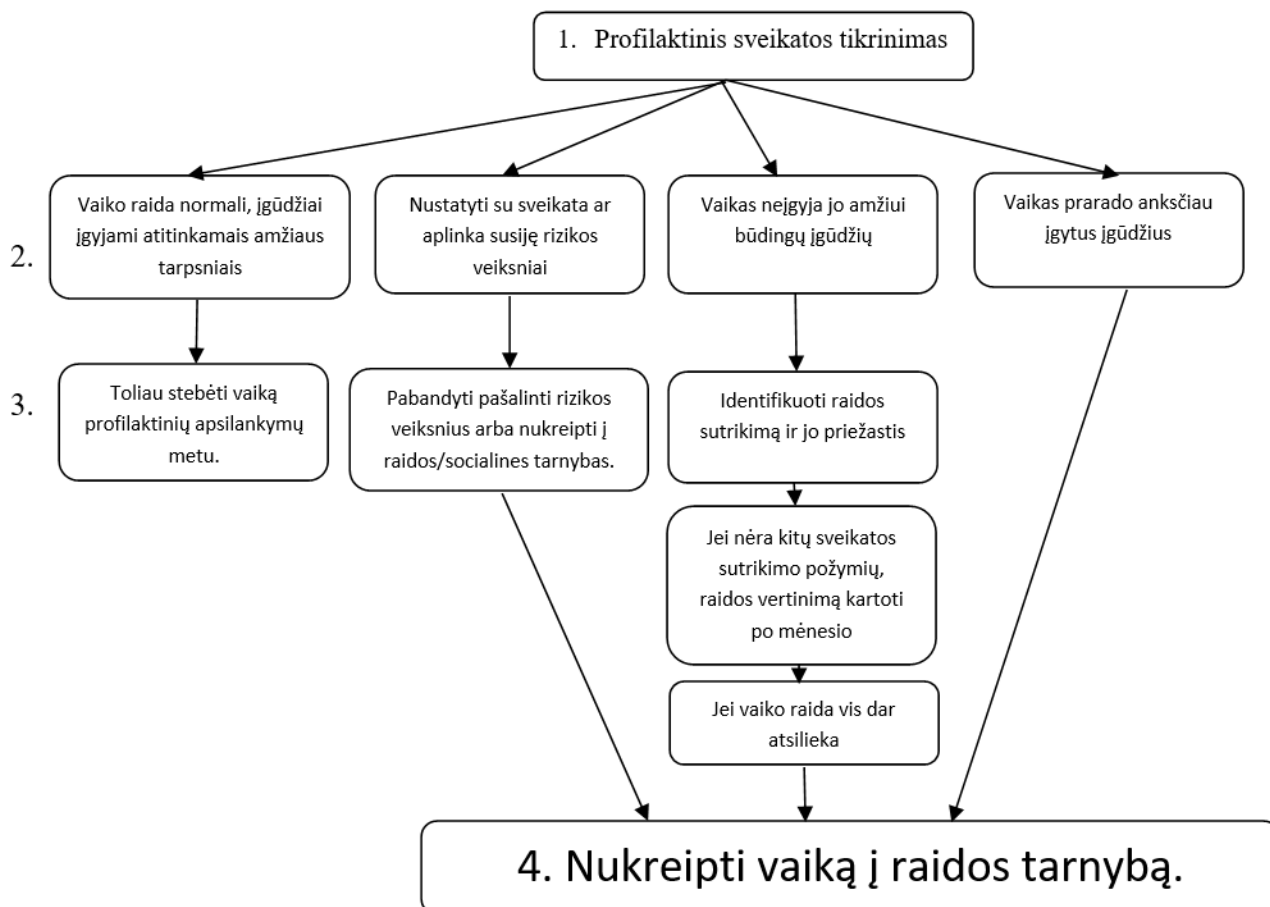 1. Profilaktinis sveikatos tikrinimas
2.
Vaiko raida normali, įgūdžiai
įgyjami atitinkamais amžiaus
tarpsniais
Nustatyti su sveikata ar
aplinka susiję rizikos
veiksniai
Vaikas neįgyja jo amžiui
būdingų įgūdžių
Vaikas prarado anksčiau
įgytus įgūdžius
3.
Toliau stebėti vaiką
profilaktinių apsilankymų
metu.
Pabandyti pašalinti rizikos
veiksnius arba nukreipti į
raidos/socialines tarnybas.
Identifikuoti raidos
sutrikimą ir jo priežastis
Jei nėra kitų sveikatos
sutrikimo požymių,
raidos vertinimą kartoti
po mėnesio
Jei vaiko raida vis dar
atsilieka
4. Nukreipti vaiką į raidos tarnybą.